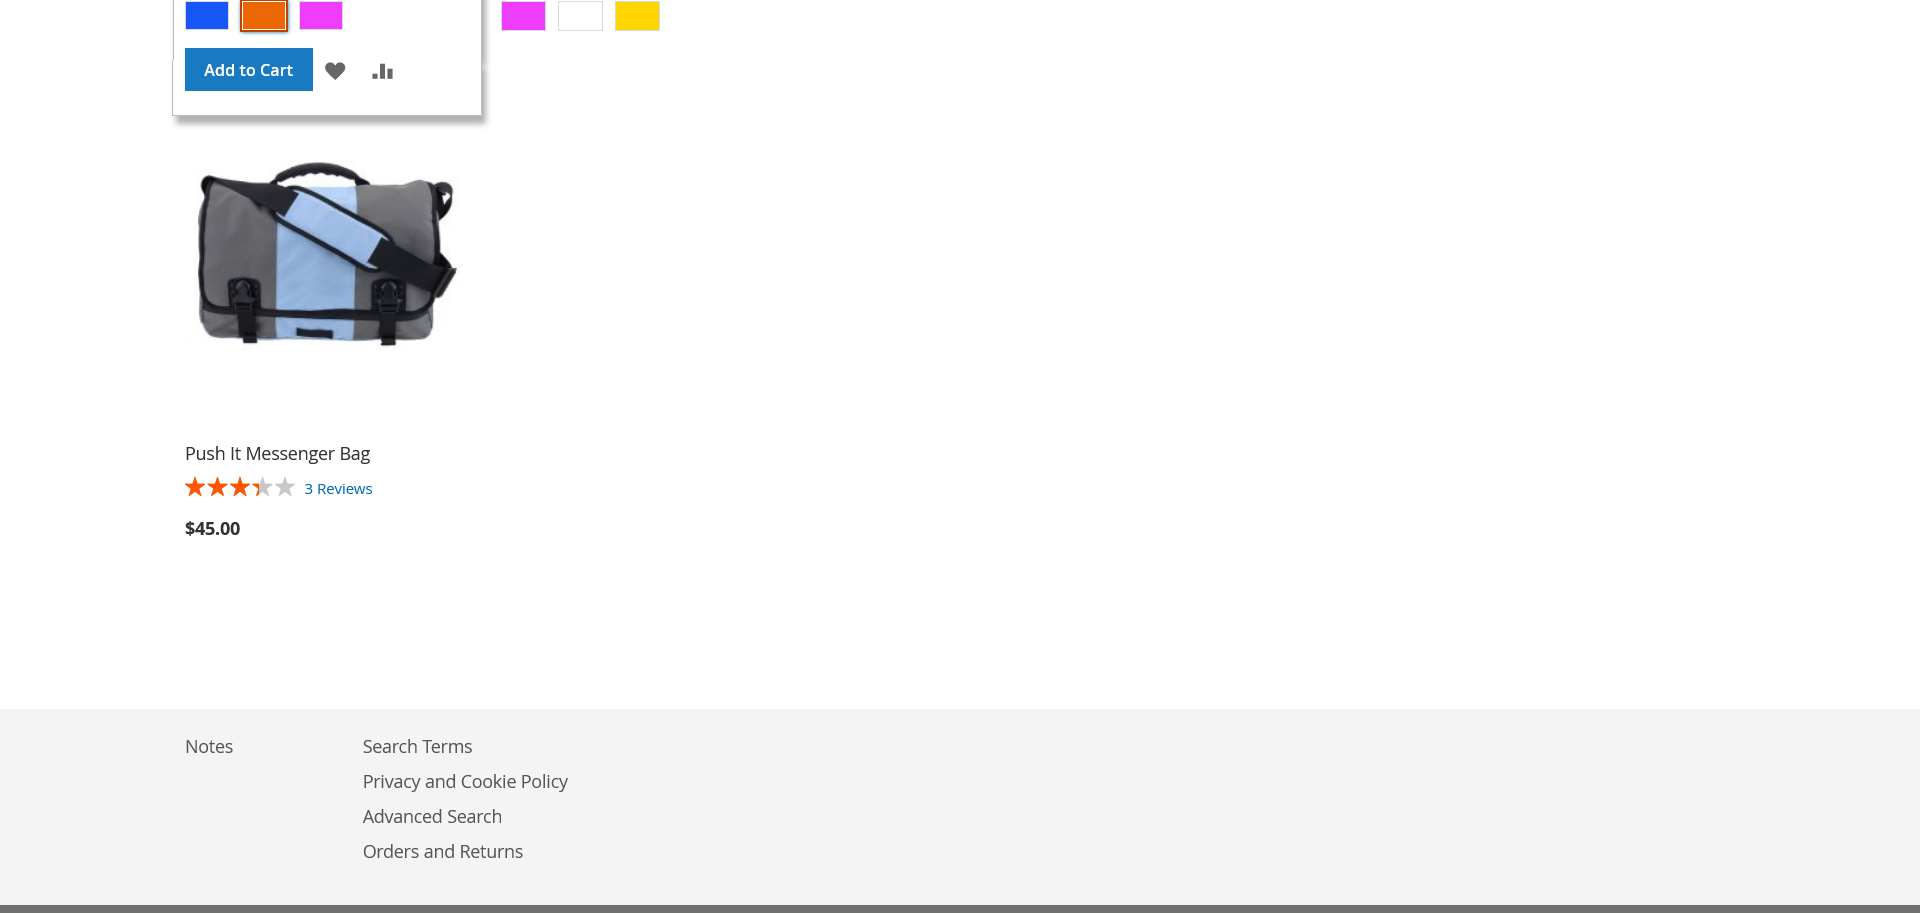 Add to Cart
Push It Messenger Bag
3 Reviews
$45.00
Notes
Search Terms
Privacy and Cookie Policy
Advanced Search
Orders and Returns